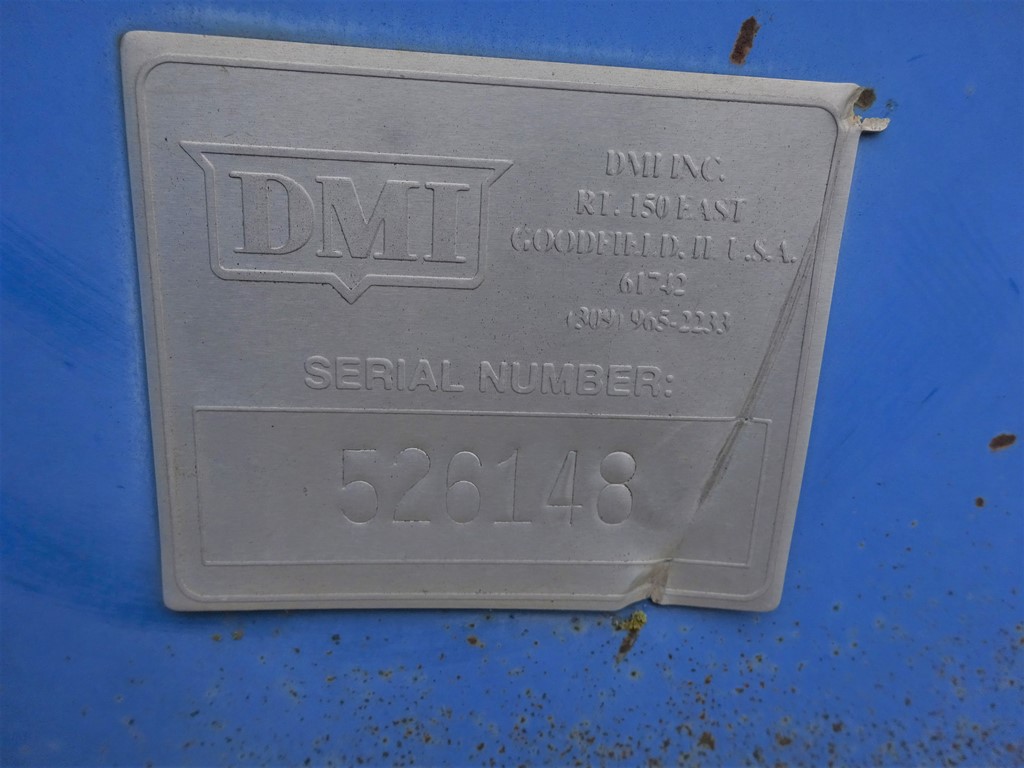 DMI
DMI INC.
RT. 150 EAST
GOODFIELD, IL U.S.A.
61742
(309) 965-2233
SERIAL NUMBER:
526148